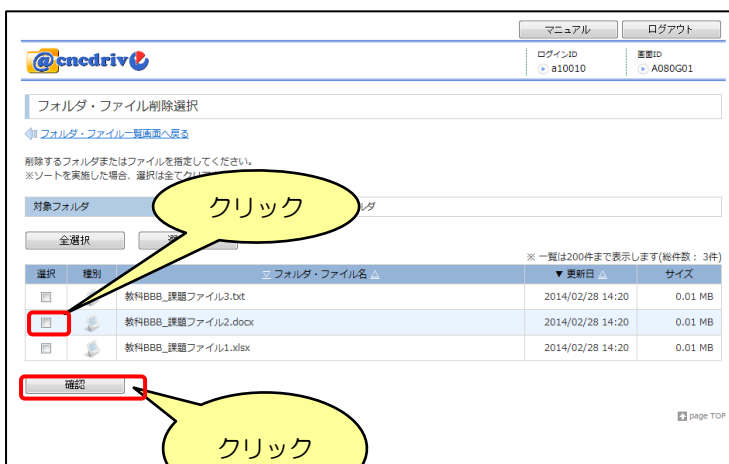 マニュアル ログアウト
@cncdrive
ログインID 画面ID
a10010 A080G01
フォルダ・ファイル削除選択
フォルダ・ファイル一覧画面へ戻る
削除するフォルダまたはファイルを指定してください。
※ソートを実施した場合、選択は全てクリア
クリック
対象フォルダ ルダ
全選択 選
※ 一覧は200件まで表示します(総件数： 3件)
選択 種別 ▽ フォルダ・ファイル名 △ ▼ 更新日 △ サイズ
教科BBB_課題ファイル3.txt 2014/02/28 14:20 0.01 MB
教科BBB_課題ファイル2.docx 2014/02/28 14:20 0.01 MB
教科BBB_課題ファイル1.xlsx 2014/02/28 14:20 0.01 MB
確認
page TOP
クリック